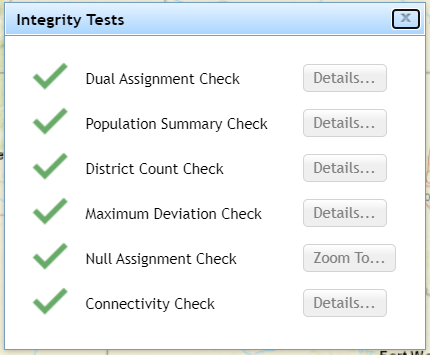 Integrity Tests
x
Dual Assignment Check Details...
Population Summary Check Details...
District Count Check Details...
Maximum Deviation Check Details...
Null Assignment Check Zoom To...
Connectivity Check Details...